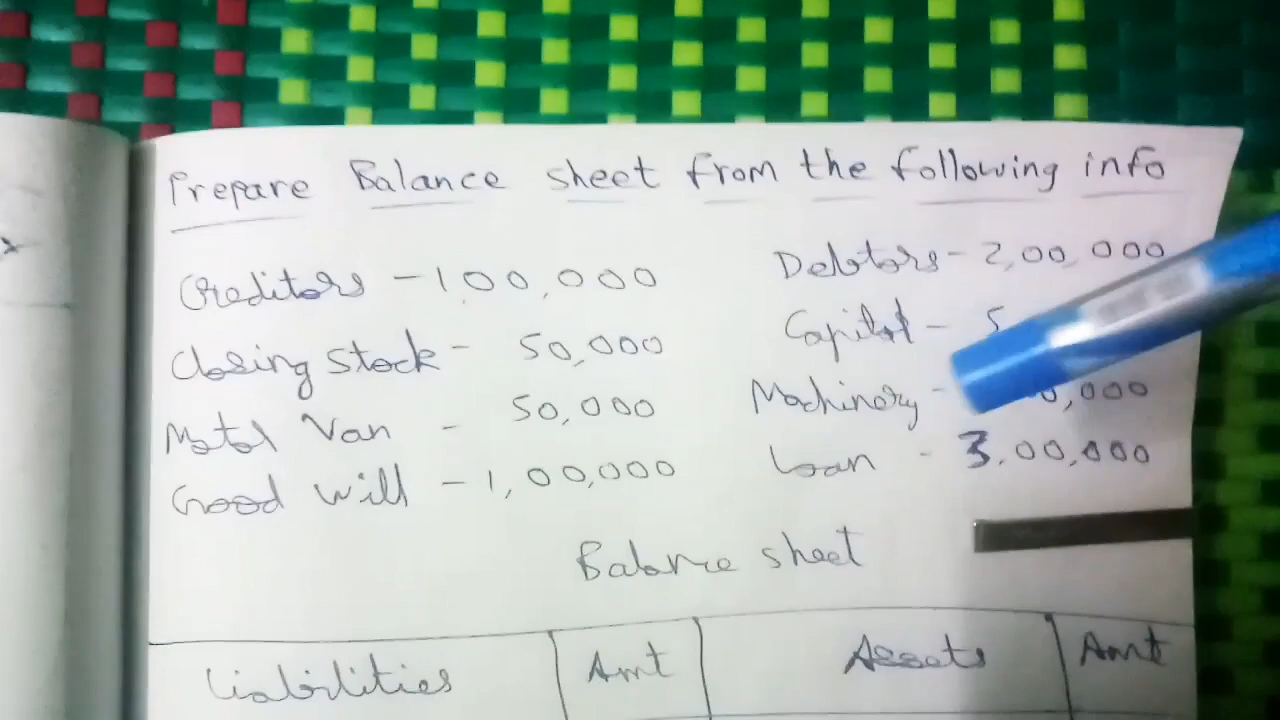 Prepare Balance sheet from the following info
Creditors - 1,00,000 Debtors - 2,00,000
Closing stock - 50,000 Capital - 5
Motor Van - 50,000 Machinery - 0,000
Good will - 1,00,000 Loan - 3,00,000
Balance sheet
Liabilities Amt Assets Amt